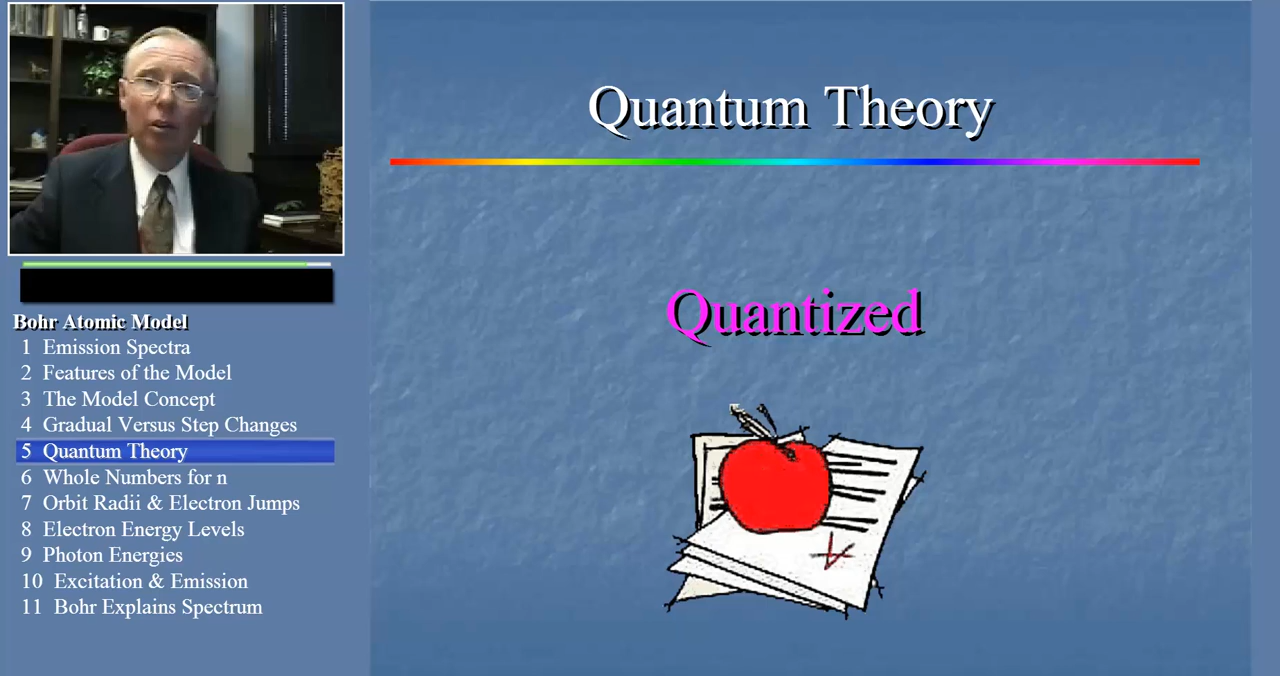 Quantum Theory
Quantized
Bohr Atomic Model
1 Emission Spectra
2 Features of the Model
3 The Model Concept
4 Gradual Versus Step Changes
5 Quantum Theory
6 Whole Numbers for n
7 Orbit Radii & Electron Jumps
8 Electron Energy Levels
9 Photon Energies
10 Excitation & Emission
11 Bohr Explains Spectrum